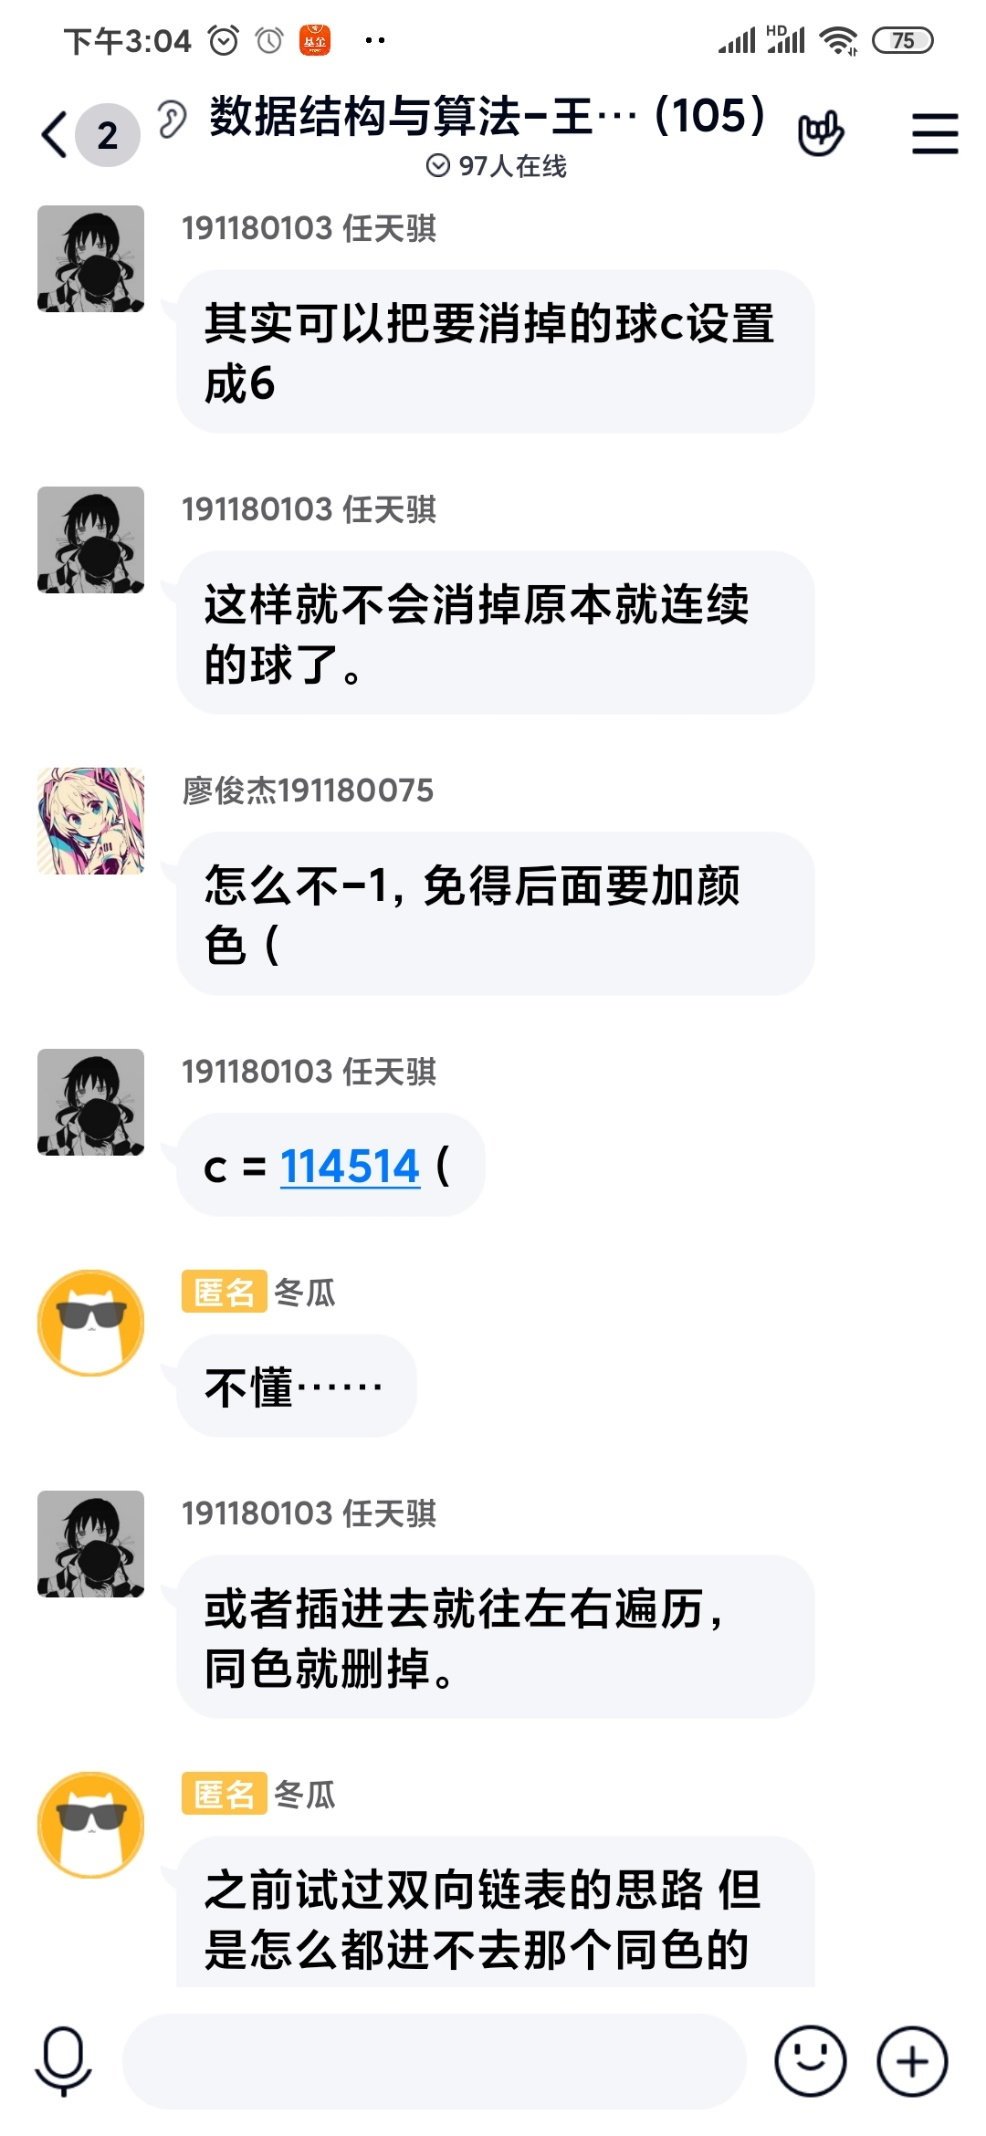 下午3:04
基金
HD
75
2
数据结构与算法-王… (105)
97人在线
191180103 任天骐
其实可以把要消掉的球c设置
成6
191180103 任天骐
这样就不会消掉原本就连续
的球了。
廖俊杰191180075
01
怎么不-1, 免得后面要加颜
色（
191180103 任天骐
c = 114514（
匿名 冬瓜
不懂……
191180103 任天骐
或者插进去就往左右遍历，
同色就删掉。
匿名 冬瓜
之前试过双向链表的思路 但
是怎么都进不去那个同色的